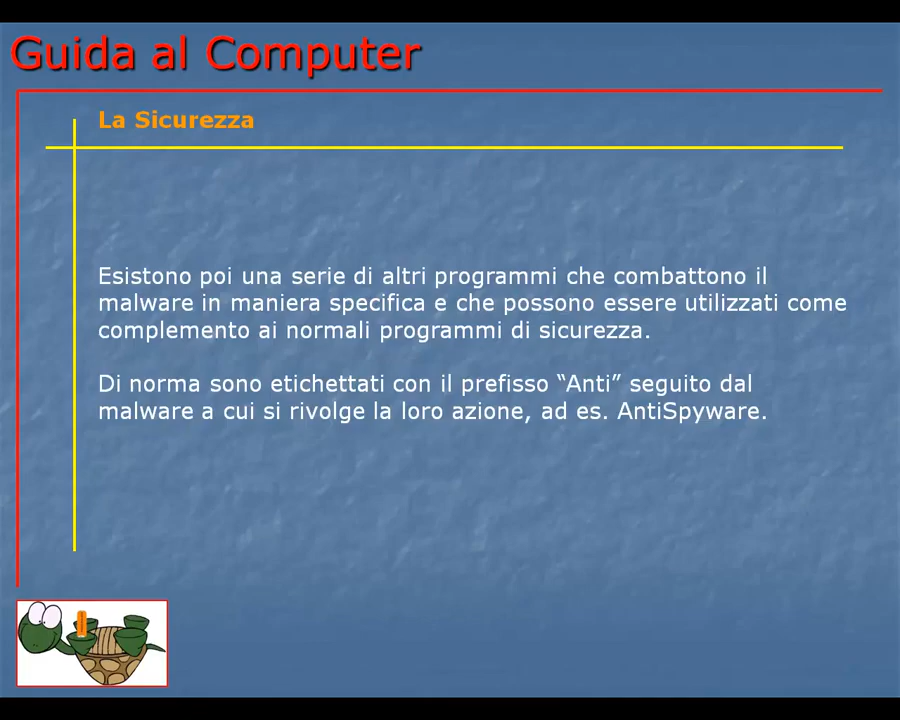 Guida al Computer
La Sicurezza
Esistono poi una serie di altri programmi che combattono il
malware in maniera specifica e che possono essere utilizzati come
complemento ai normali programmi di sicurezza.
Di norma sono etichettati con il prefisso “Anti” seguito dal
malware a cui si rivolge la loro azione, ad es. AntiSpyware.